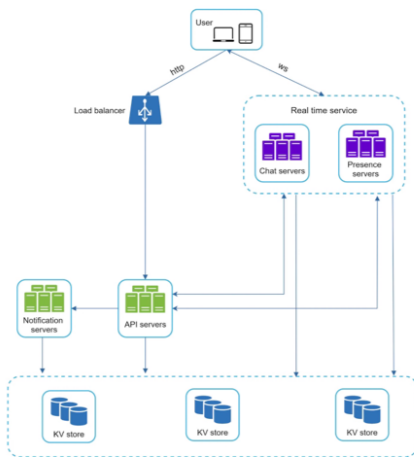 User
http
ws
Load balancer
Real time service
Chat servers
Presence
servers
Notification
servers
API servers
KV store
KV store
KV store